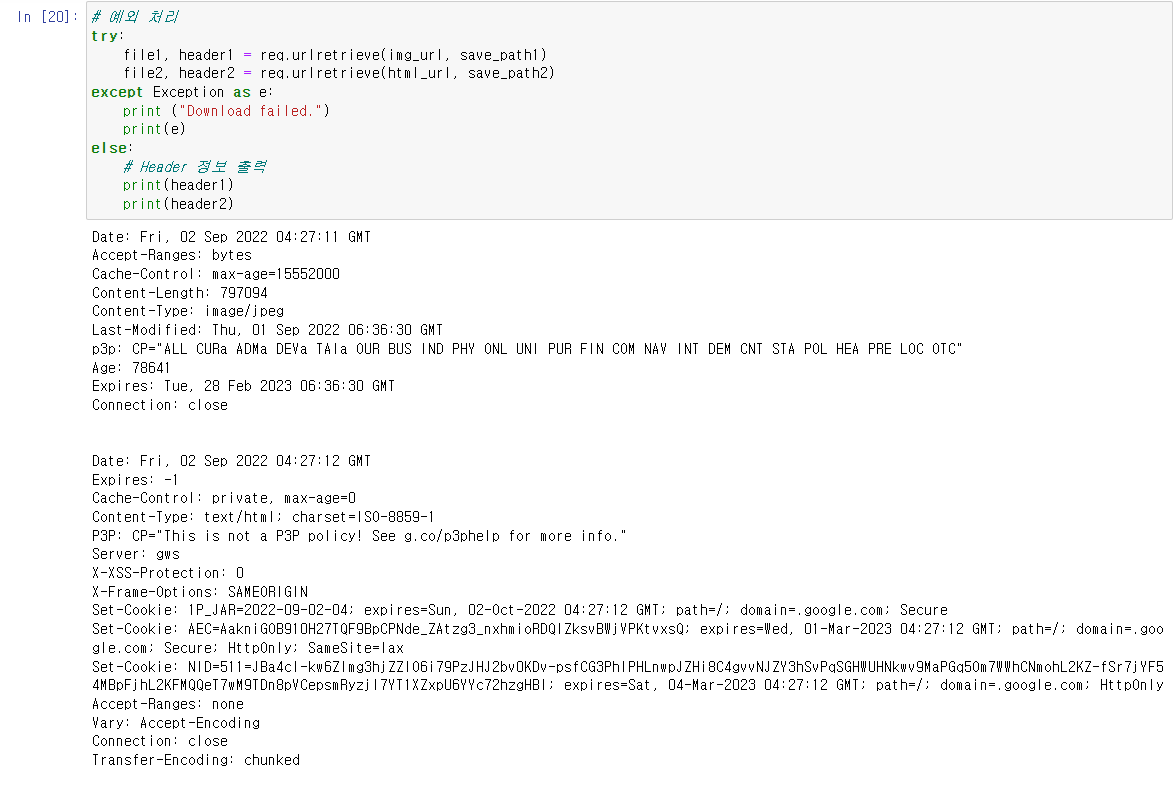 In [20]:
# 예외 처리
try:
    file1, header1 = req.urlretrieve(img_url, save_path1)
    file2, header2 = req.urlretrieve(html_url, save_path2)
except Exception as e:
    print ("Download failed.")
    print(e)
else:
    # Header 정보 출력
    print(header1)
    print(header2)
Date: Fri, 02 Sep 2022 04:27:11 GMT
Accept-Ranges: bytes
Cache-Control: max-age=15552000
Content-Length: 797094
Content-Type: image/jpeg
Last-Modified: Thu, 01 Sep 2022 06:36:30 GMT
p3p: CP="ALL CURa ADMa DEVa TAIa OUR BUS IND PHY ONL UNI PUR FIN COM NAV INT DEM CNT STA POL HEA PRE LOC OTC"
Age: 78641
Expires: Tue, 28 Feb 2023 06:36:30 GMT
Connection: close
Date: Fri, 02 Sep 2022 04:27:12 GMT
Expires: -1
Cache-Control: private, max-age=0
Content-Type: text/html; charset=ISO-8859-1
P3P: CP="This is not a P3P policy! See g.co/p3phelp for more info."
Server: gws
X-XSS-Protection: 0
X-Frame-Options: SAMEORIGIN
Set-Cookie: 1P_JAR=2022-09-02-04; expires=Sun, 02-Oct-2022 04:27:12 GMT; path=/; domain=.google.com; Secure
Set-Cookie: expires=Wed, 01-Mar-2023 04:27:12 GMT; path=/; domain=.goo
gle.com; Secure; HttpOnly; SameSite=lax
Set-Cookie:
expires=Sat, 04-Mar-2023 04:27:12 GMT; path=/; domain=.google.com; HttpOnly
Accept-Ranges: none
Vary: Accept-Encoding
Connection: close
Transfer-Encoding: chunked